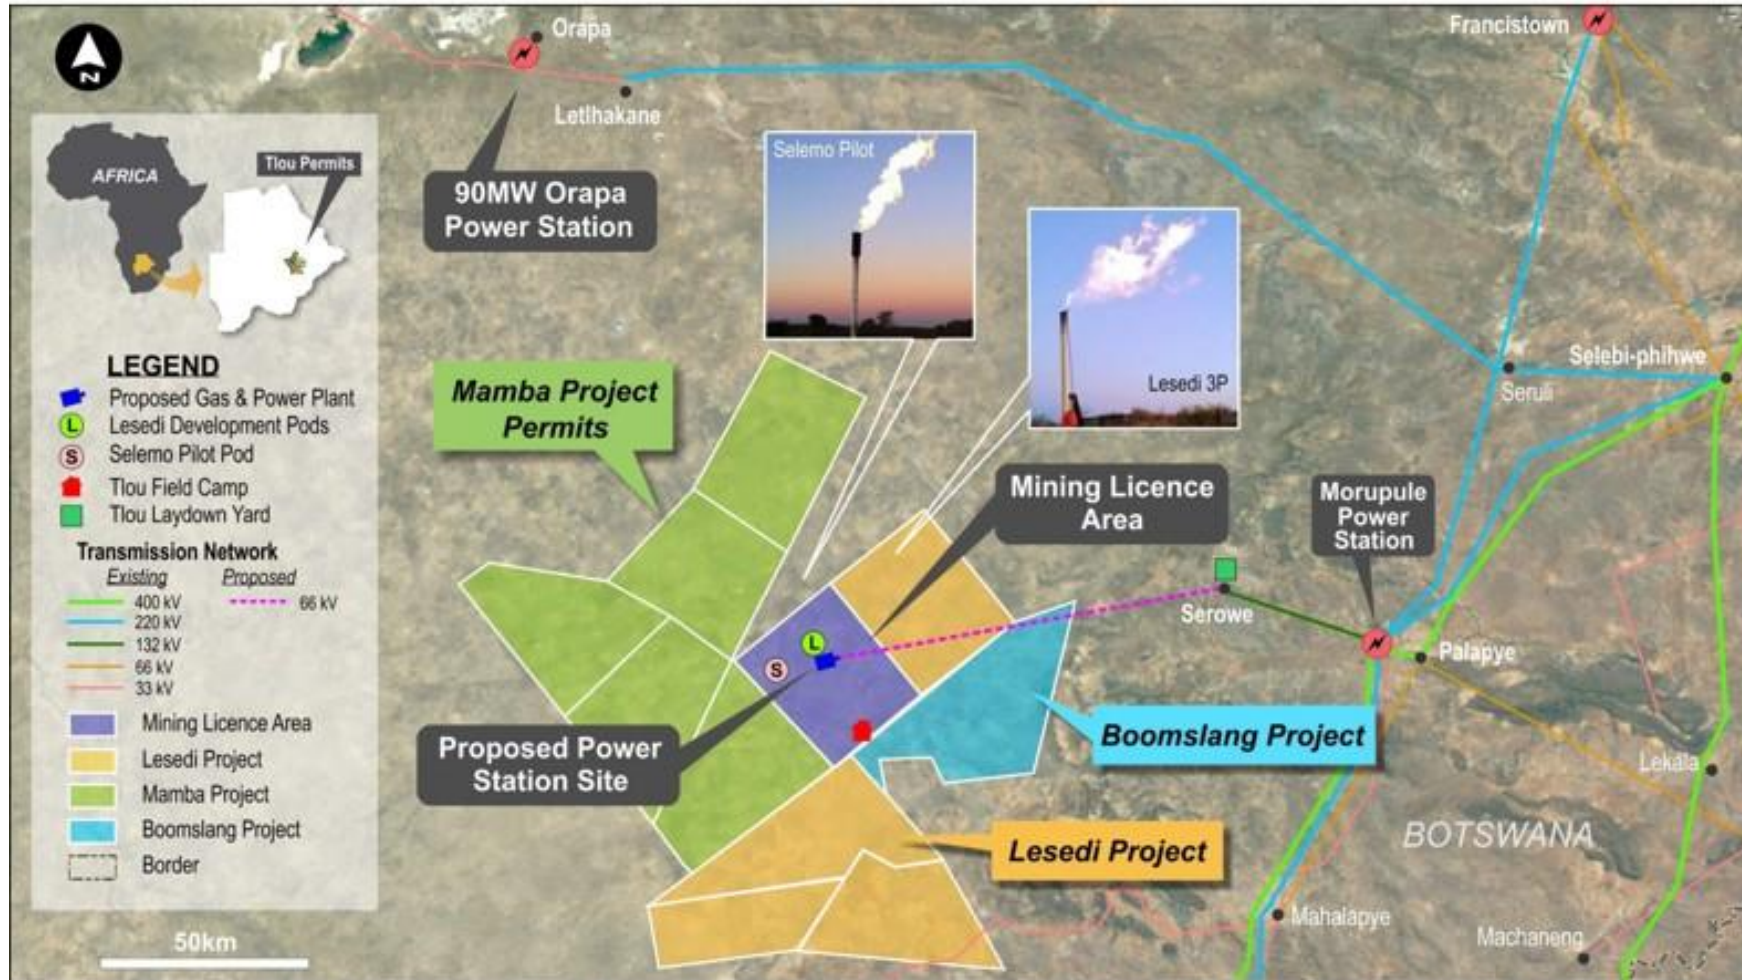 Orapa
Francistown
Letlhakane
N
AFRICA
Tlou Permits
90MW Orapa
Power Station
Selemo Pilot
Lesedi 3P
Selebi-phihwe
Seruli
LEGEND
Proposed Gas & Power Plant
L
Lesedi Development Pods
S
Selemo Pilot Pod
Tlou Field Camp
Tlou Laydown Yard
Transmission Network
Existing
Proposed
400 kV
66 kV
220 kV
132 kV
66 kV
33 kV
Mining Licence Area
Lesedi Project
Mamba Project
Boomslang Project
Border
50km
Mamba Project
Permits
Mining Licence
Area
Morupule
Power
Station
Serowe
Palapye
L
S
Proposed Power
Station Site
Boomslang Project
Lesedi Project
Lekala
BOTSWANA
Mahalapye
Machaneng